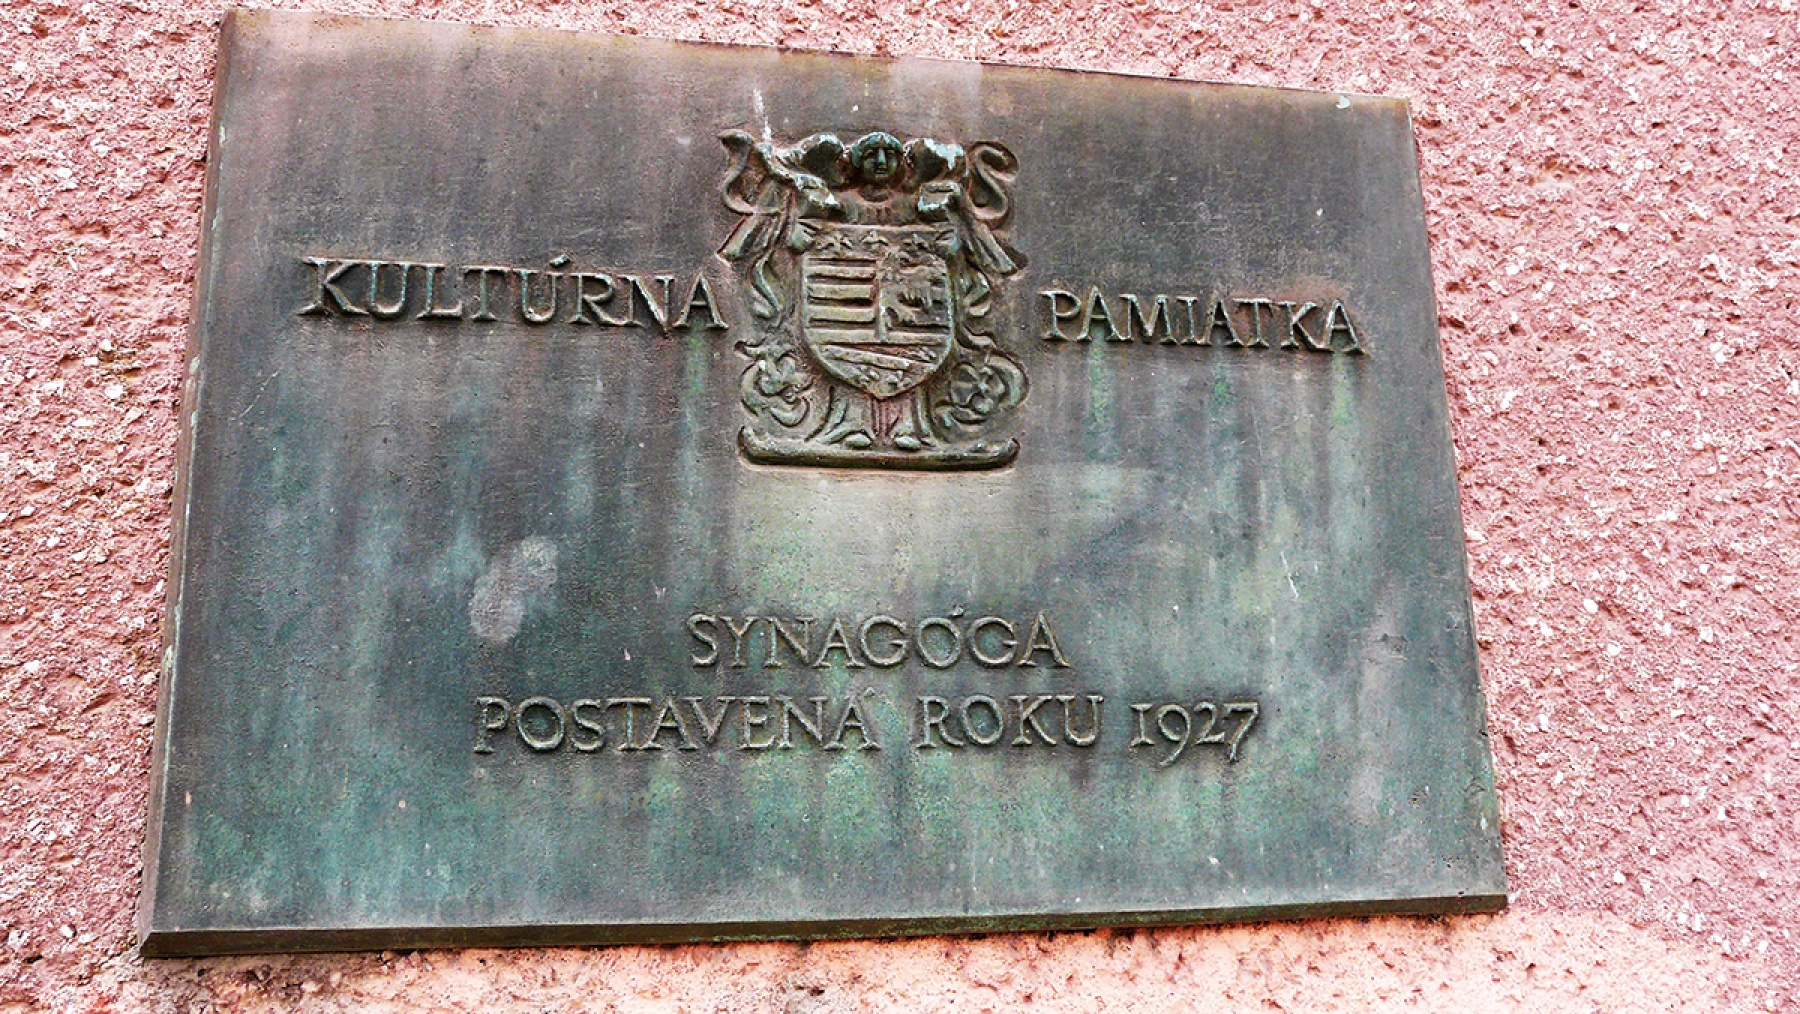 KULTÚRNA PAMIATKA
SYNAGÓGA
POSTAVENÁ ROKU 1927